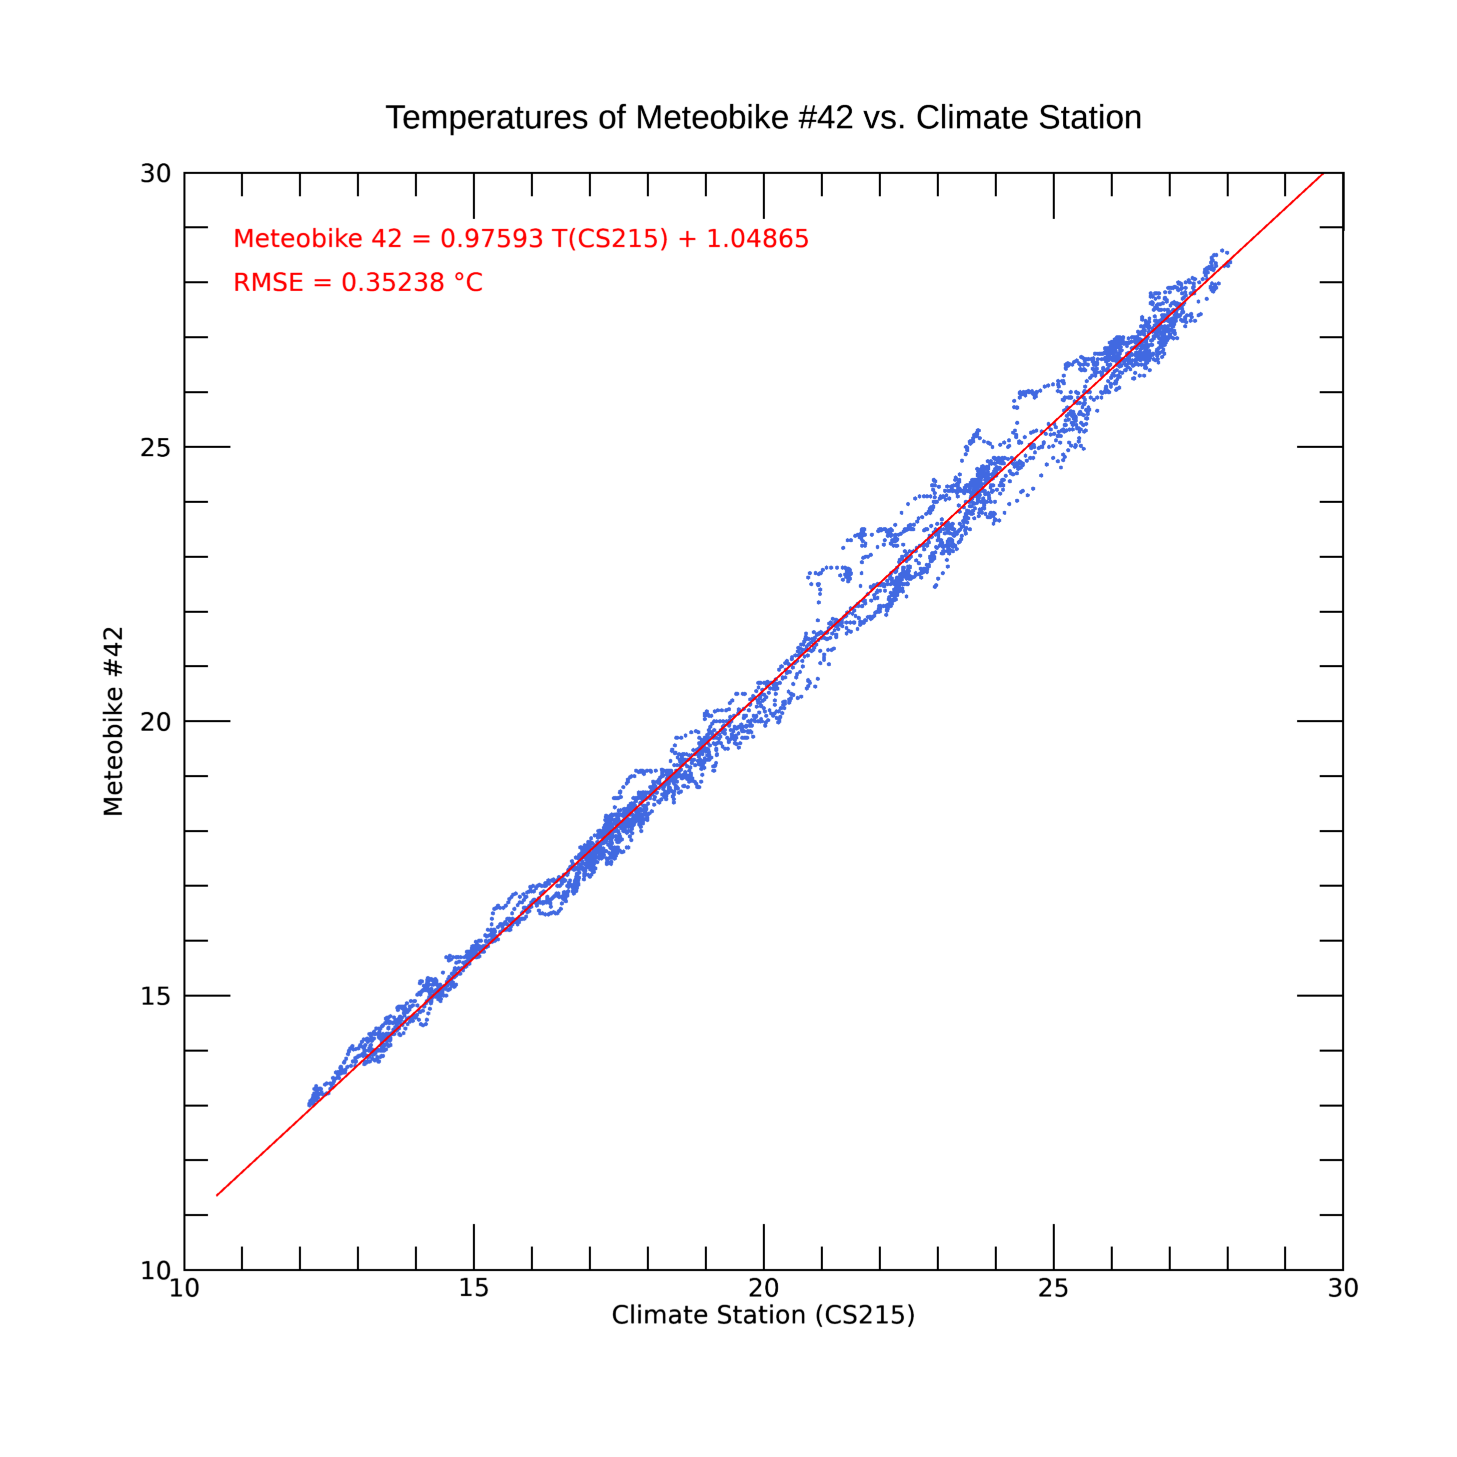 Temperatures of Meteobike #42 vs. Climate Station
30
Meteobike 42 = 0.97593 T(CS215) + 1.04865
RMSE = 0.35238 °C
25
20
15
10
Meteobike #42
10 15 20 25 30
Climate Station (CS215)